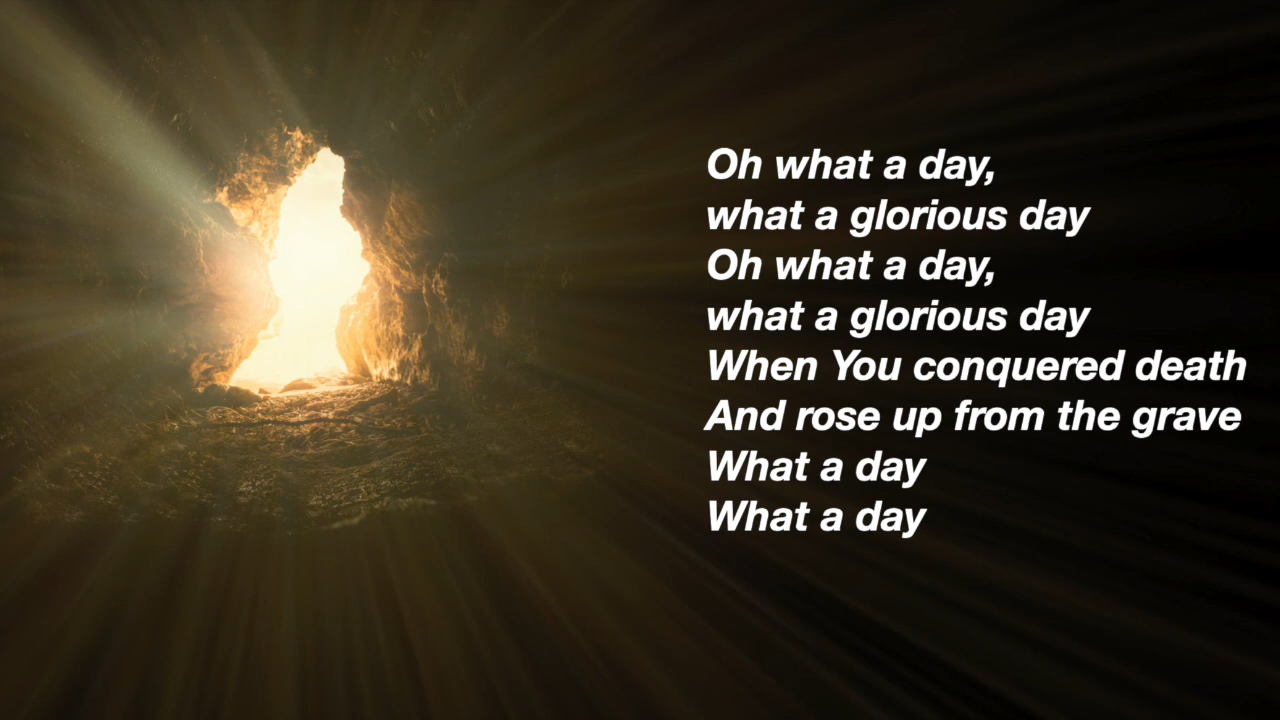 Oh what a day,
what a glorious day
Oh what a day,
what a glorious day
When You conquered death
And rose up from the grave
What a day
What a day